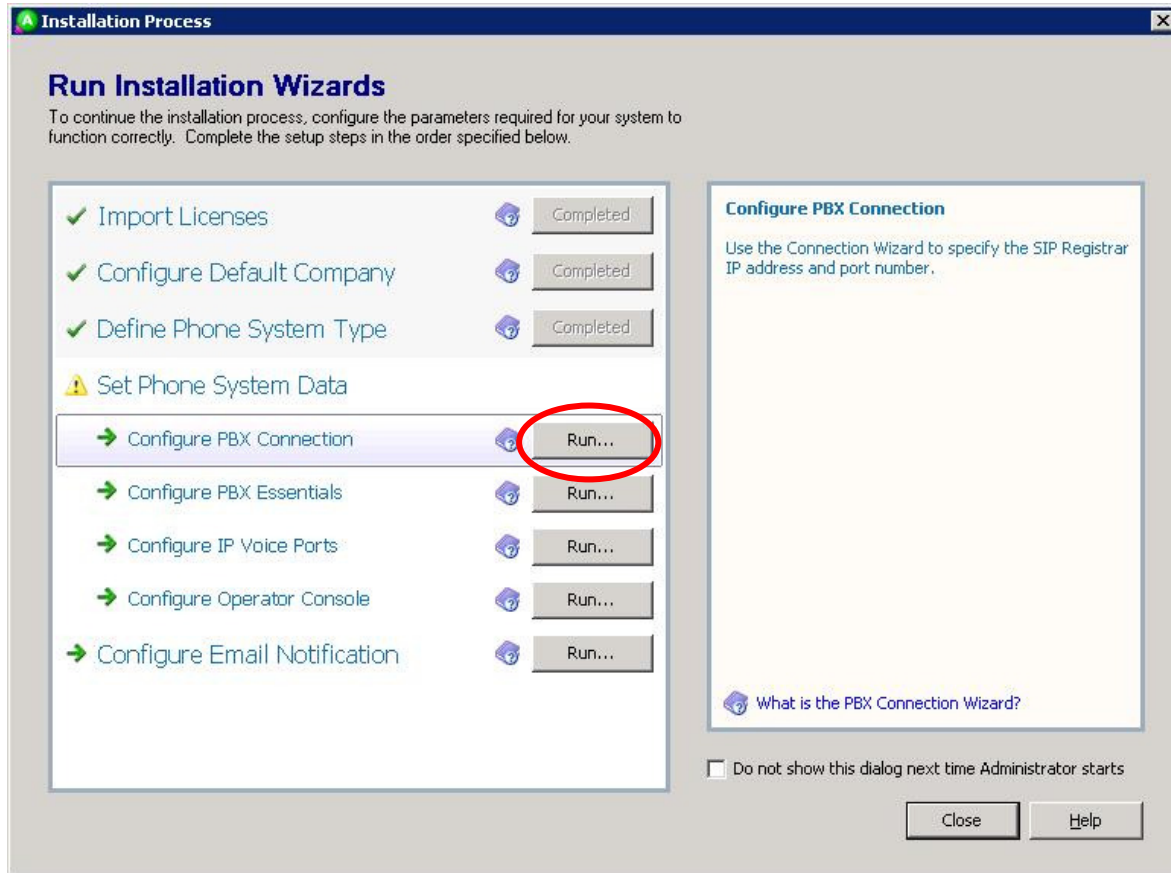 Installation Process
Run Installation Wizards
To continue the installation process, configure the parameters required for your system to
function correctly. Complete the setup steps in the order specified below.
Import Licenses
Completed
Configure Default Company
Completed
Define Phone System Type
Completed
Set Phone System Data
Configure PBX Connection
Run...
Configure PBX Essentials
Run...
Configure IP Voice Ports
Run...
Configure Operator Console
Run...
Configure Email Notification
Run...
Configure PBX Connection
Use the Connection Wizard to specify the SIP Registrar
IP address and port number.
What is the PBX Connection Wizard?
Do not show this dialog next time Administrator starts
Close
Help